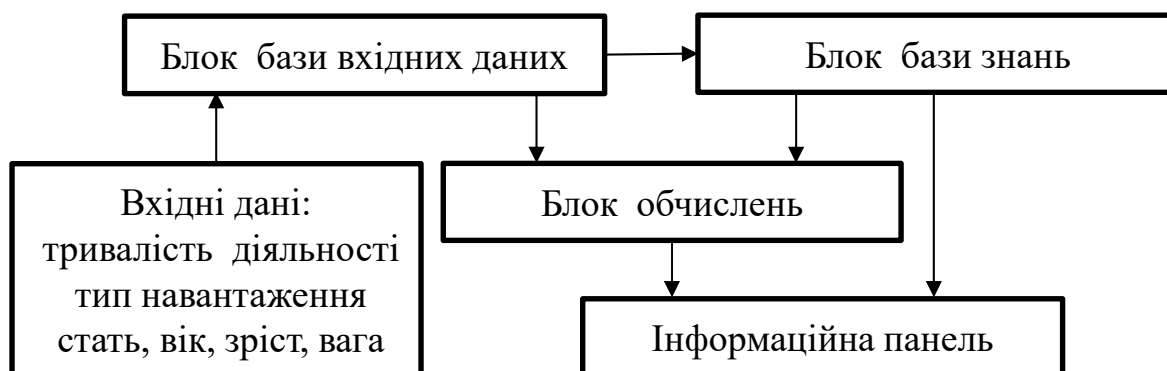 Блок бази вхідних даних
Блок бази знань
Вхідні дані:
тривалість діяльності
тип навантаження
стать, вік, зріст, вага
Блок обчислень
Інформаційна панель